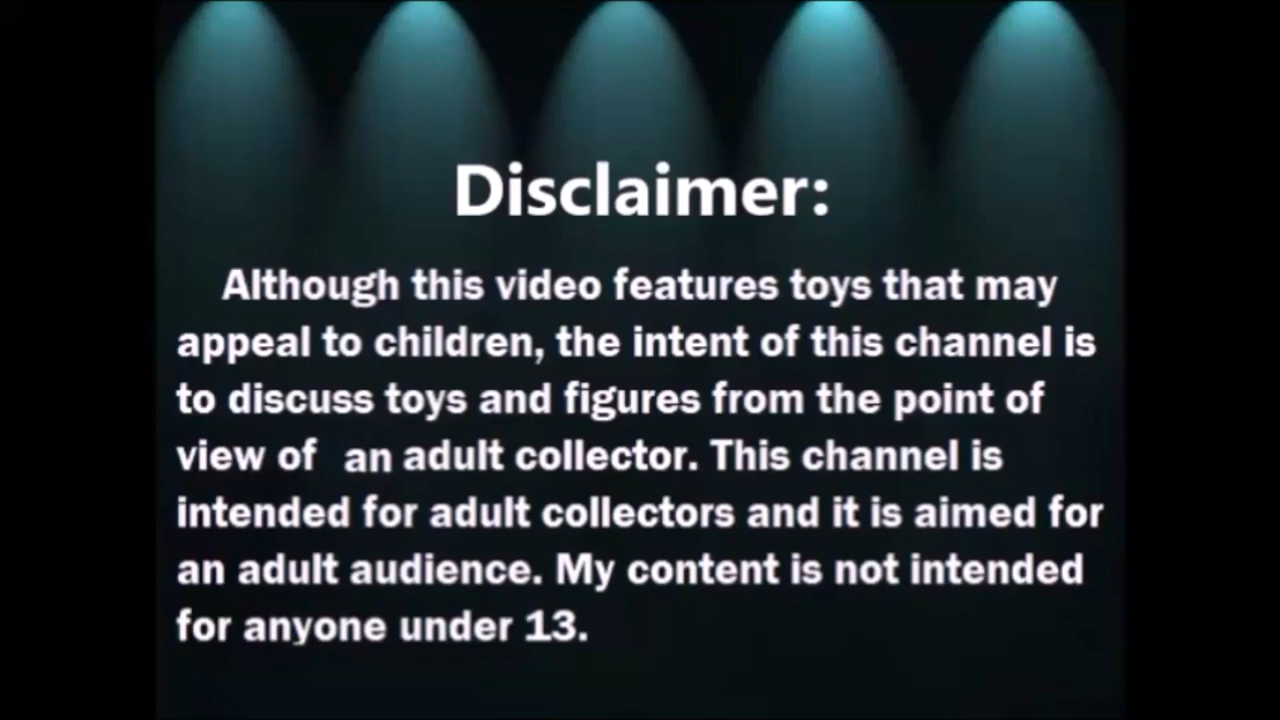 Disclaimer:
Although this video features toys that may
appeal to children, the intent of this channel is
to discuss toys and figures from the point of
view of an adult collector. This channel is
intended for adult collectors and it is aimed for
an adult audience. My content is not intended
for anyone under 13.